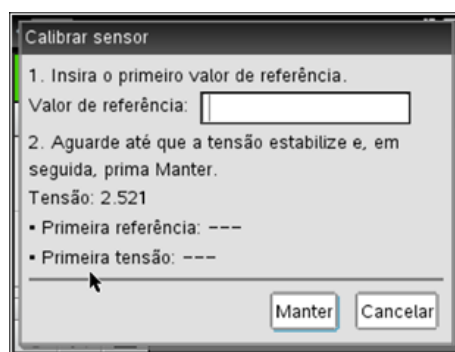 Calibrar sensor
1. Insira o primeiro valor de referência.
Valor de referência:
2. Aguarde até que a tensão estabilize e, em
seguida, prima Manter.
Tensão: 2.521
▪ Primeira referência: ---
▪ Primeira tensão: ---
Manter Cancelar